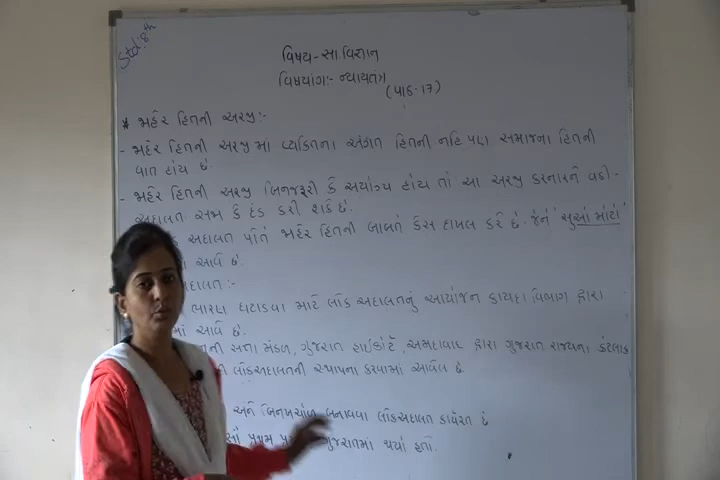 Std: 8th
વિષય - સા. વિજ્ઞાન
વિષયાંગ:- ન્યાયતંત્ર
(પાઠ-17)
* જાહેર હિતની અરજી :-
- જાહેર હિતની અરજી માં વ્યક્તિના અંગત હિતની નહિ પણ સમાજના હિતની
વાત હોય છે
- જાહેર હિતની અરજી બિનજરૂરી કે અયોગ્ય હોય તો આ અરજી કરનારને વડી
અદાલત સજા કે દંડ કરી શકે છે.
અદાલત પોતે જાહેર હિતની બાબતે કેસ દાખલ કરે છે. જેને 'સુઓ મોટો'
આવે છે.
અદાલત :-
ભારણ ઘટાડવા માટે લોક અદાલતનું આયોજન કાયદા વિભાગ દ્વારા
માં આવે છે.
ની સત્તા મંડળ, ગુજરાત હાઈકોર્ટ, અમદાવાદ દ્વારા ગુજરાત રાજ્યના કેટલાક
લોકઅદાલતની સ્થાપના કરવામાં આવેલ છે.
અને બિનખર્ચાળ બનાવવા લોકઅદાલત કાર્યરત છે
સૌ પ્રથમ ગુજરાતમાં થયો હતો.